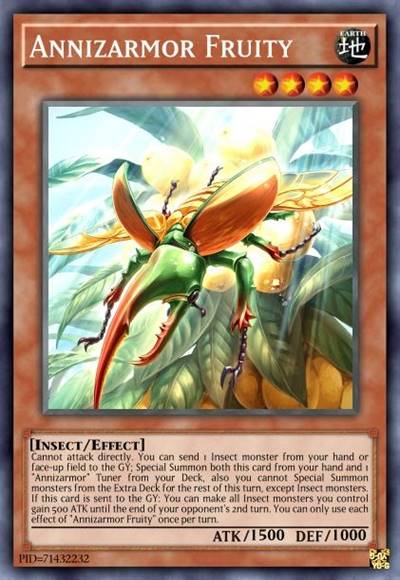 ANNIZARMOR FRUITY
EARTH
地
[INSECT/EFFECT]
Cannot attack directly. You can send 1 Insect monster from your hand or
face-up field to the GY; Special Summon both this card from your hand and 1
"Annizarmor" Tuner from your Deck, also you cannot Special Summon
monsters from the Extra Deck for the rest of this turn, except Insect monsters.
If this card is sent to the GY: You can make all Insect monsters you control
gain 500 ATK until the end of your opponent's 2nd turn. You can only use each
effect of "Annizarmor Fruity" once per turn.
ATK/1500 DEF/1000
PID=71432232